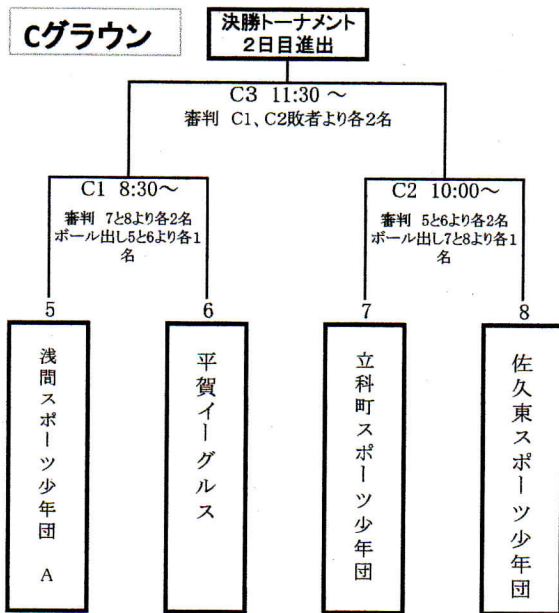 Cグラウン
決勝トーナメント
2日目進出
C3 11:30 ～
審判 C1、C2敗者より各2名
C1 8:30～
審判 7と8より各2名
ボール出し5と6より各1
名
C2 10:00～
審判 5と6より各2名
ボール出し7と8より各1
名
5
6
7
8
浅間スポーツ少年団 A
平賀イーグルス
立科町スポーツ少年団
佐久東スポーツ少年団